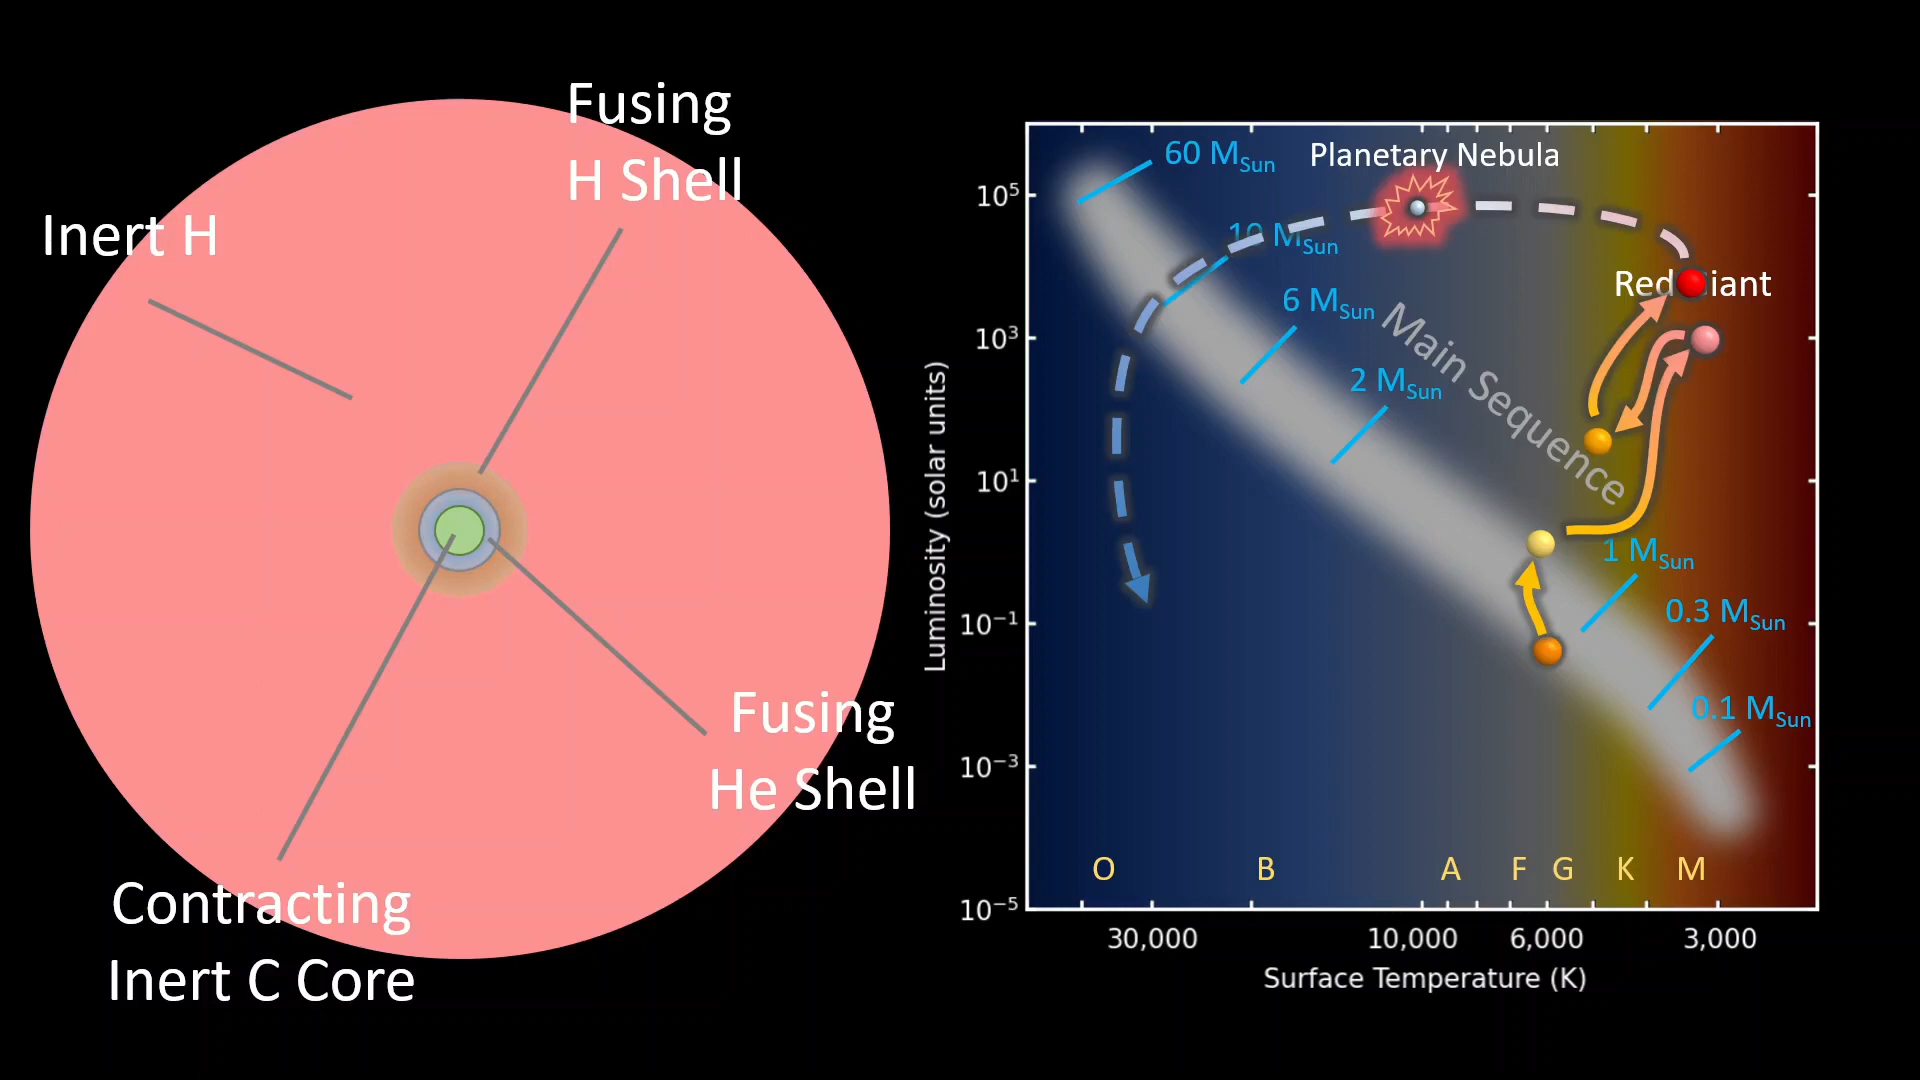 Fusing
H Shell
Inert H
Fusing
He Shell
Contracting
Inert C Core
Planetary Nebula
60 MSun
10 MSun
Red Giant
6 MSun
Main Sequence
2 MSun
1 MSun
0.3 MSun
0.1 MSun
Luminosity (solar units)
10⁵
10³
10¹
10⁻¹
10⁻³
10⁻⁵
O B A F G K M
30,000 10,000 6,000 3,000
Surface Temperature (K)